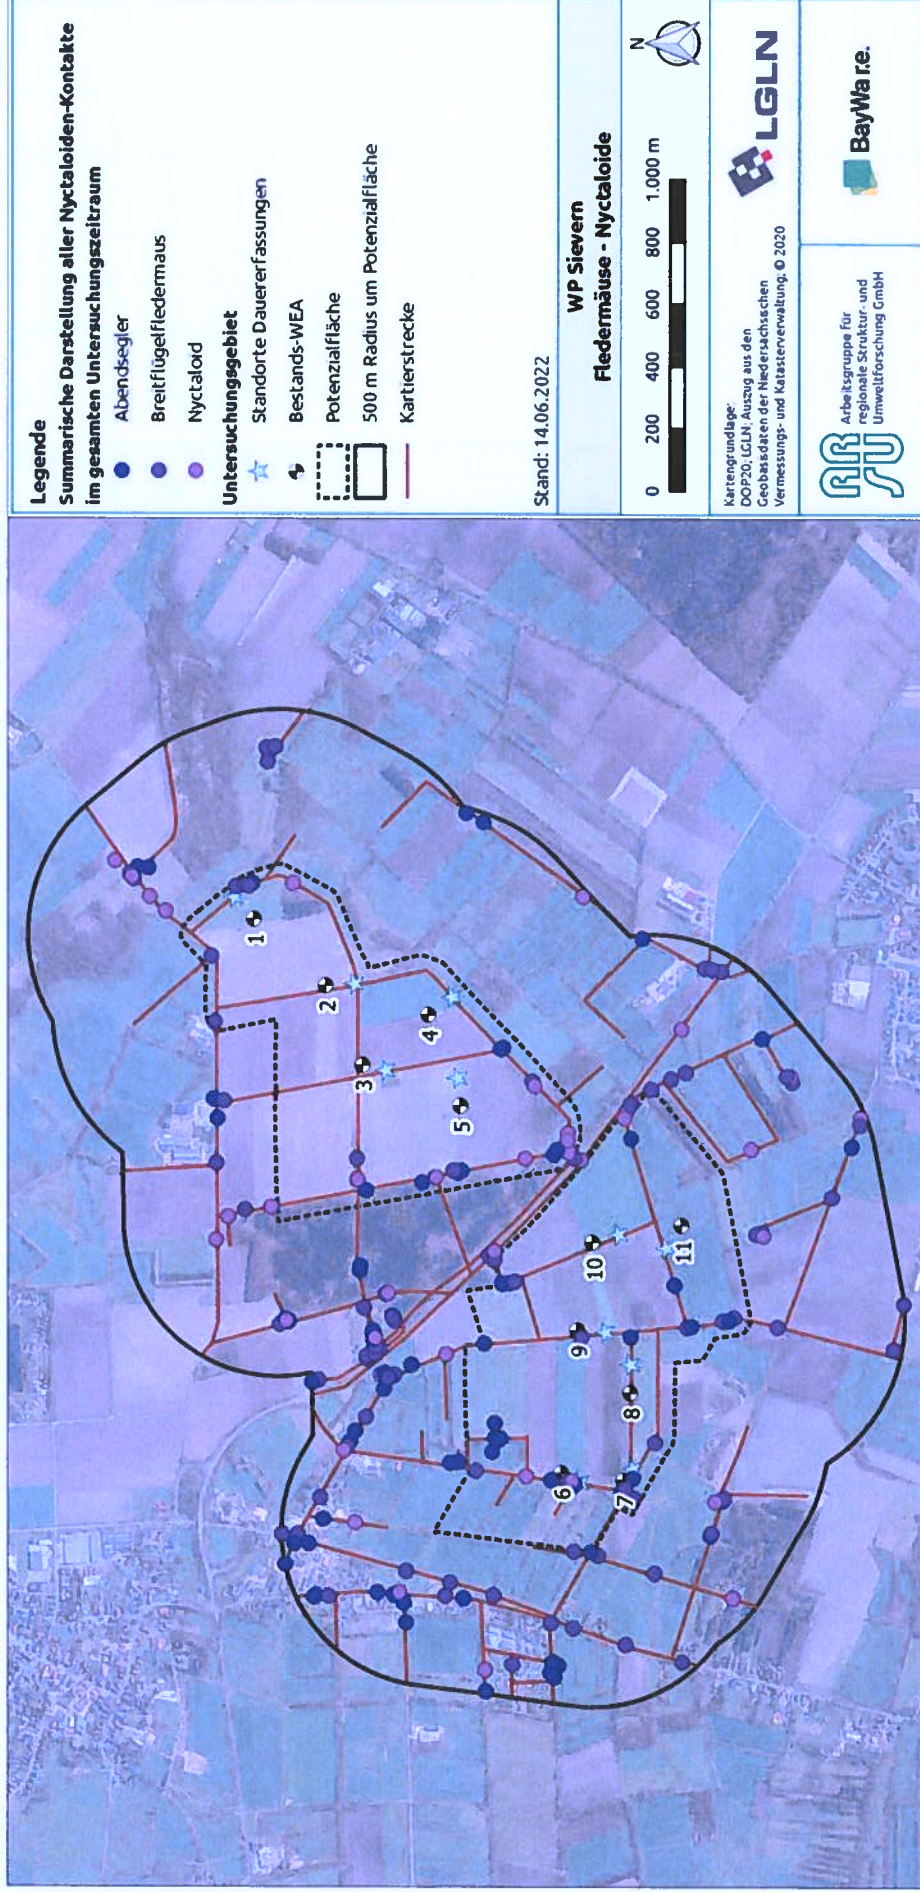 Legende
Summarische Darstellung aller Nyctaloiden-Kontakte
im gesamten Untersuchungszeitraum
Abendsegler
Breitflügelfledermaus
Nyctaloid
Untersuchungsgebiet
Standorte Dauererfassungen
Bestands-WEA
Potenzialfläche
500 m Radius um Potenzialfläche
Kartierstrecke
Stand: 14.06.2022
WP Sievern
Fledermäuse - Nyctaloide
0 200 400 600 800 1.000 m
N
Kartengrundlage:
DOP20; LGLN; Auszug aus den
Geobasisdaten der Niedersächsischen
Vermessungs- und Katasterverwaltung; © 2020
LGLN
ARSU
Arbeitsgruppe für
regionale Struktur- und
Umweltforschung GmbH
BayWa r.e.
1
2
3
4
5
6
7
8
9
10
11